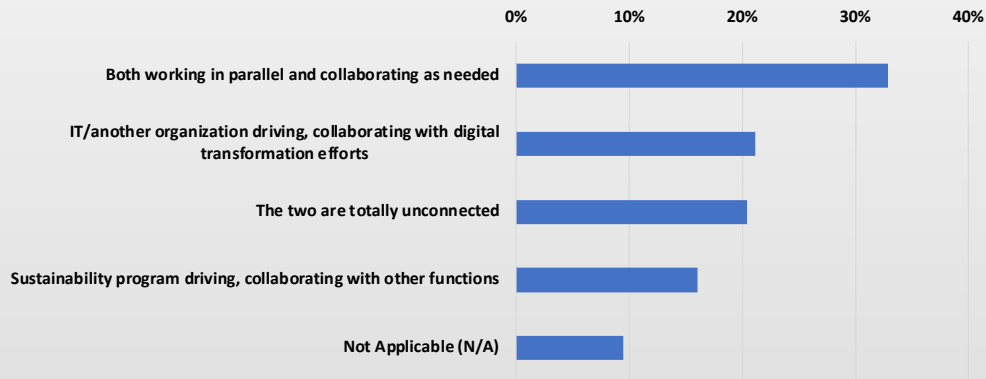 0% 10% 20% 30% 40%
Both working in parallel and collaborating as needed
IT/another organization driving, collaborating with digital
transformation efforts
The two are totally unconnected
Sustainability program driving, collaborating with other functions
Not Applicable (N/A)